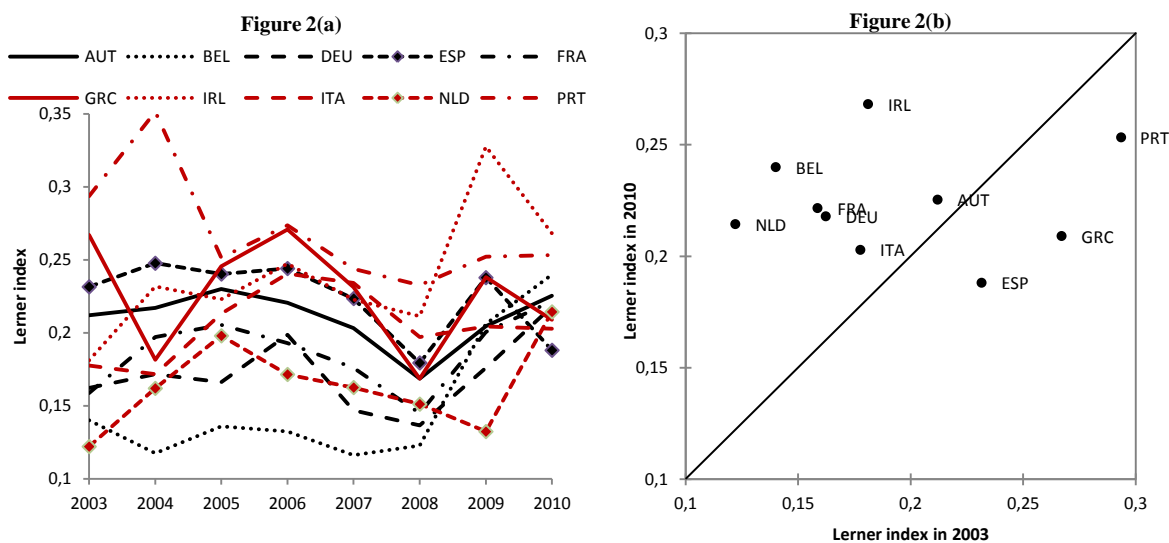 Figure 2(a)
AUT BEL DEU ESP FRA
GRC IRL ITA NLD PRT
0,35
0,3
0,25
0,2
0,15
0,1
Lerner index
2003 2004 2005 2006 2007 2008 2009 2010
Figure 2(b)
0,3
0,25
0,2
0,15
0,1
Lerner index in 2010
IRL
PRT
BEL
FRA
DEU
AUT
NLD
GRC
ITA
ESP
0,1 0,15 0,2 0,25 0,3
Lerner index in 2003